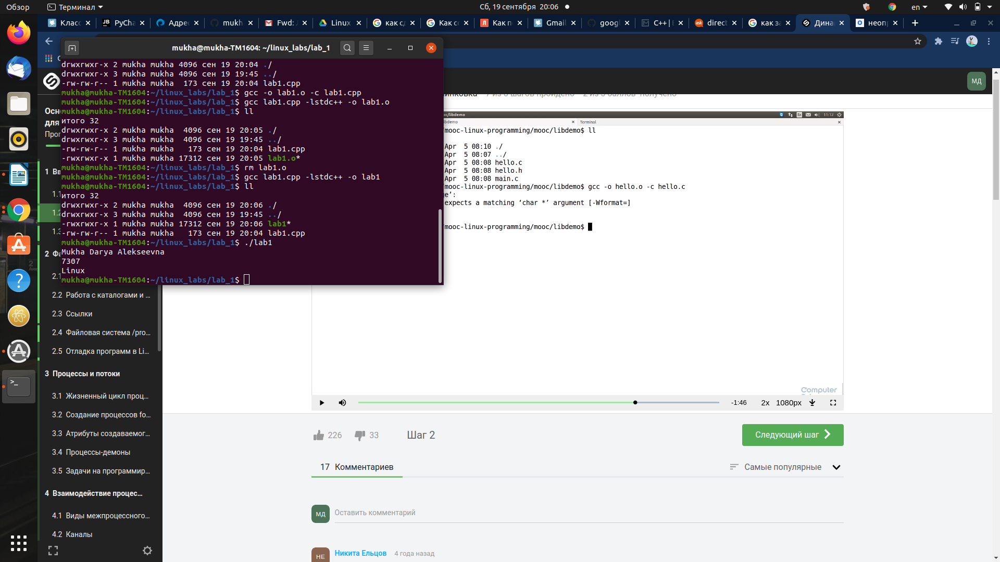 Обзор
Терминал
Сб, 19 сентября 20:06
en
Класс
PyCha
Адрес
mukh
Fwd:
Linux
как сд
Как со
Как п
Gmail
goog
C++ |
direct
как за
Дина
неоп
mukha@mukha-TM1604: ~/linux_labs/lab_1
drwxrwxr-x 2 mukha mukha 4096 сен 19 20:04 ./
drwxrwxr-x 3 mukha mukha 4096 сен 19 19:45 ../
-rw-rw-r-- 1 mukha mukha  173 сен 19 20:04 lab1.cpp
mukha@mukha-TM1604:~/linux_labs/lab_1$ gcc -o lab1.o -c lab1.cpp
mukha@mukha-TM1604:~/linux_labs/lab_1$ gcc lab1.cpp -lstdc++ -o lab1.o
mukha@mukha-TM1604:~/linux_labs/lab_1$ ll
итого 32
drwxrwxr-x 2 mukha mukha  4096 сен 19 20:05 ./
drwxrwxr-x 3 mukha mukha  4096 сен 19 19:45 ../
-rw-rw-r-- 1 mukha mukha   173 сен 19 20:04 lab1.cpp
-rwxrwxr-x 1 mukha mukha 17312 сен 19 20:05 lab1.o*
mukha@mukha-TM1604:~/linux_labs/lab_1$ rm lab1.o
mukha@mukha-TM1604:~/linux_labs/lab_1$ gcc lab1.cpp -lstdc++ -o lab1
mukha@mukha-TM1604:~/linux_labs/lab_1$ ll
итого 32
drwxrwxr-x 2 mukha mukha  4096 сен 19 20:06 ./
drwxrwxr-x 3 mukha mukha  4096 сен 19 19:45 ../
-rwxrwxr-x 1 mukha mukha 17312 сен 19 20:06 lab1*
-rw-rw-r-- 1 mukha mukha   173 сен 19 20:04 lab1.cpp
mukha@mukha-TM1604:~/linux_labs/lab_1$ ./lab1
Mukha Darya Alekseevna
7307
Linux
mukha@mukha-TM1604:~/linux_labs/lab_1$
МД
oc/libdemo
11:12
Terminal
/mooc-linux-programming/mooc/libdemo$ ll
Apr  5 08:10 ./
Apr  5 08:07 ../
Apr  5 08:08 hello.c
Apr  5 08:08 hello.h
Apr  5 08:08 main.c
/mooc-linux-programming/mooc/libdemo$ gcc -o hello.o -c hello.c
e’:
expects a matching ‘char *’ argument [-Wformat=]
/mooc-linux-programming/mooc/libdemo$
Computer
-1:46
2x
1080px
Осн
для
Прог
1 Вв
1.1
1.2
1.3
2 Фа
2.1
2.2 Работа с каталогами и ...
2.3 Ссылки
2.4 Файловая система /pro...
2.5 Отладка программ в Li...
3 Процессы и потоки
3.1 Жизненный цикл проц...
3.2 Создание процессов fo...
3.3 Атрибуты создаваемог...
3.4 Процессы-демоны
3.5 Задачи на программир...
4 Взаимодействие процес...
4.1 Виды межпроцессного...
4.2 Каналы
226
33
Шаг 2
Следующий шаг
17 Комментариев
Самые популярные
МД
Оставить комментарий
НЕ
Никита Ельцов 4 года назад